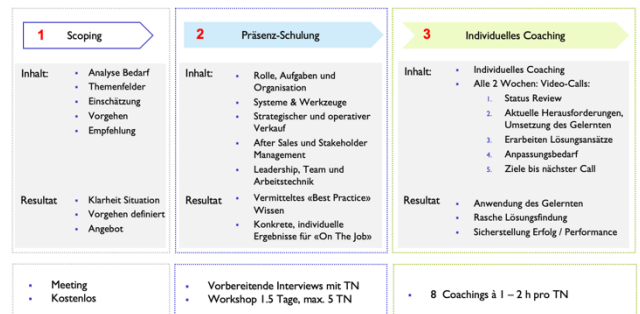 1 Scoping
Inhalt:
• Analyse Bedarf
• Themenfelder
• Einschätzung
• Vorgehen
• Empfehlung
Resultat
• Klarheit Situation
• Vorgehen definiert
• Angebot
• Meeting
• Kostenlos
2 Präsenz-Schulung
Inhalt:
• Rolle, Aufgaben und
Organisation
• Systeme & Werkzeuge
• Strategischer und operativer
Verkauf
• After Sales und Stakeholder
Management
• Leadership, Team und
Arbeitstechnik
Resultat
• Vermitteltes «Best Practice»
Wissen
• Konkrete, individuelle
Ergebnisse für «On The Job»
• Vorbereitende Interviews mit TN
• Workshop 1.5 Tage, max. 5 TN
3 Individuelles Coaching
Inhalt:
• Individuelles Coaching
• Alle 2 Wochen: Video-Calls:
1. Status Review
2. Aktuelle Herausforderungen,
Umsetzung des Gelernten
3. Erarbeiten Lösungsansätze
4. Anpassungsbedarf
5. Ziele bis nächster Call
Resultat
• Anwendung des Gelernten
• Rasche Lösungsfindung
• Sicherstellung Erfolg / Performance
• 8 Coachings à 1 – 2 h pro TN